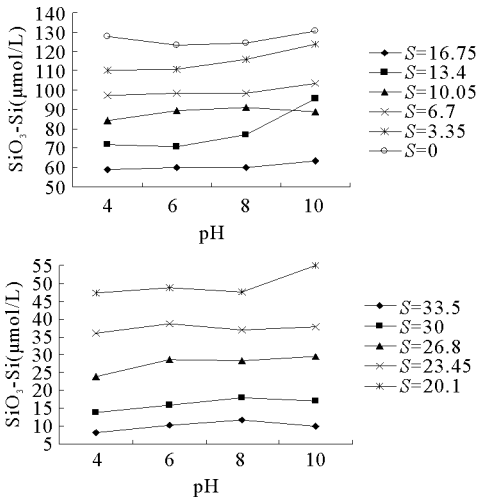 SiO₃-Si(μmol/L)
140
130
120
110
100
90
80
70
60
50
4 6 8 10
pH
S=16.75
S=13.4
S=10.05
S=6.7
S=3.35
S=0
SiO₃-Si(μmol/L)
55
45
40
35
30
25
20
15
10
5
4 6 8 10
pH
S=33.5
S=30
S=26.8
S=23.45
S=20.1